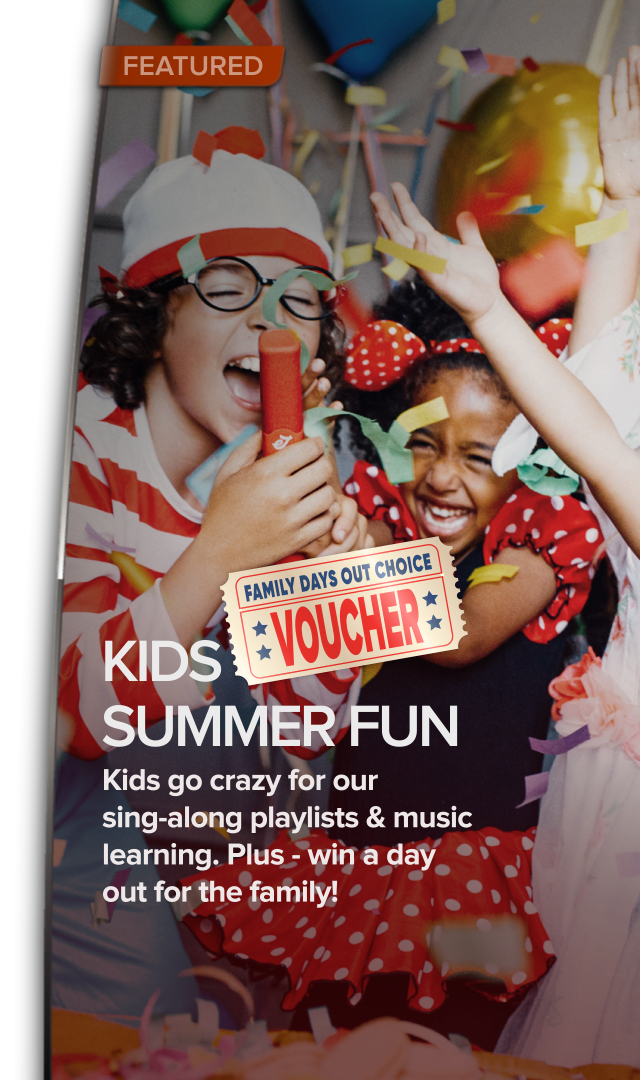 FEATURED
FAMILY DAYS OUT CHOICE
VOUCHER
KIDS
SUMMER FUN
Kids go crazy for our
sing-along playlists & music
learning. Plus - win a day
out for the family!